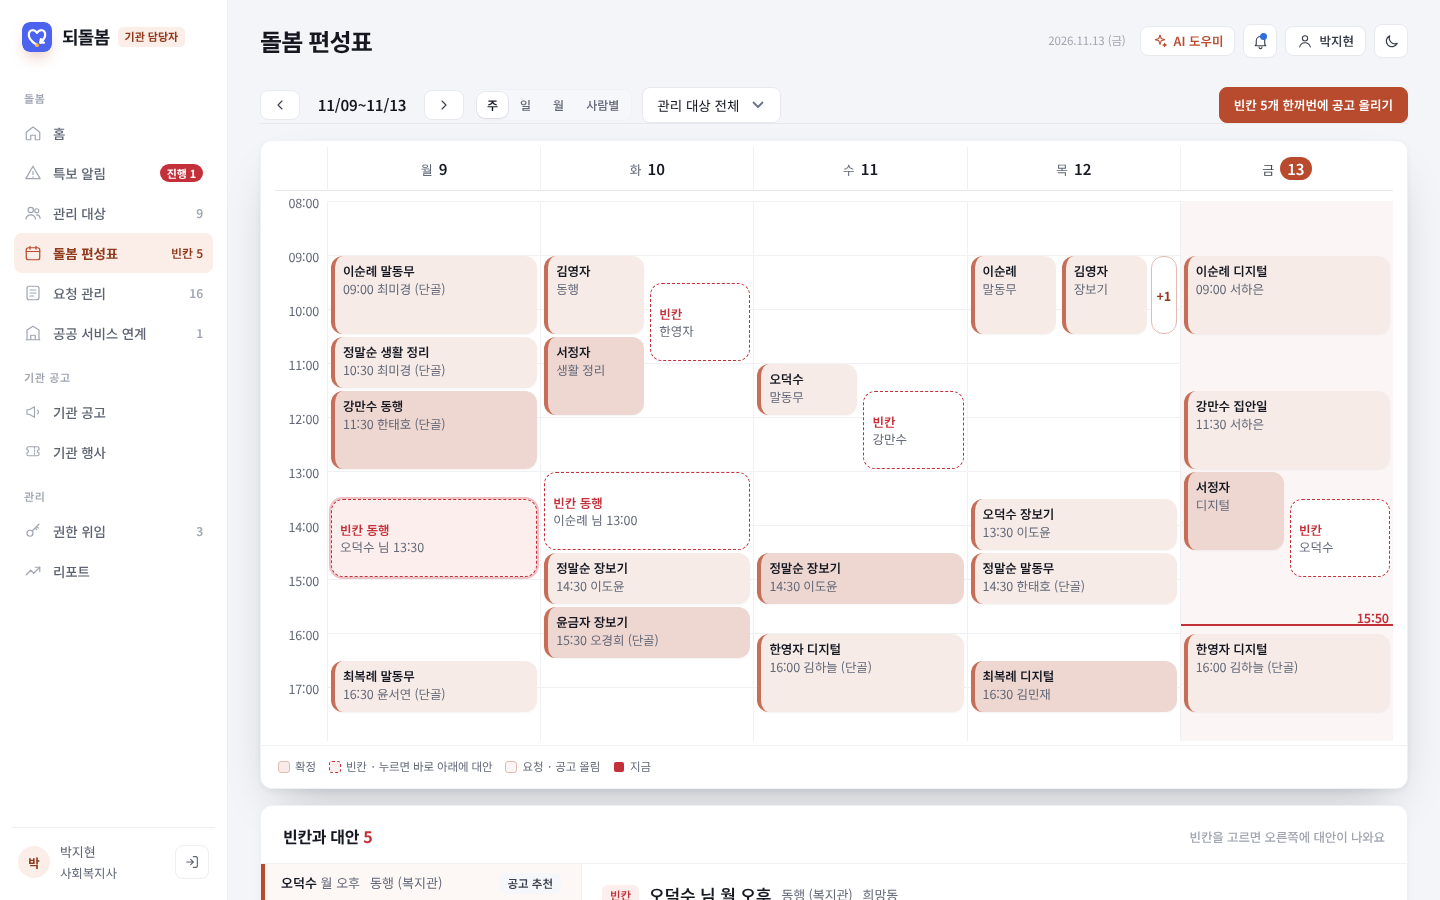 되돌봄 기관 담당자
돌봄
홈
특보 알림 진행 1
관리 대상 9
돌봄 편성표 빈칸 5
요청 관리 16
공공 서비스 연계 1
기관 공고
기관 공고
기관 행사
관리
권한 위임 3
리포트
박 박지현
사회복지사
돌봄 편성표
2026.11.13 (금) AI 도우미 박지현
11/09~11/13 주 일 월 사람별 관리 대상 전체 빈칸 5개 한꺼번에 공고 올리기
월 9 화 10 수 11 목 12 금 13
08:00
09:00
10:00
11:00
12:00
13:00
14:00
15:00
16:00
17:00
이순례 말동무
09:00 최미경 (단골)
정말순 생활 정리
10:30 최미경 (단골)
강만수 동행
11:30 한태호 (단골)
빈칸 동행
오덕수 님 13:30
최복례 말동무
16:30 윤서연 (단골)
김영자
동행
빈칸
한영자
서정자
생활 정리
빈칸 동행
이순례 님 13:00
정말순 장보기
14:30 이도윤
윤금자 장보기
15:30 오경희 (단골)
오덕수
말동무
빈칸
강만수
정말순 장보기
14:30 이도윤
한영자 디지털
16:00 김하늘 (단골)
이순례
말동무
김영자
장보기
+1
오덕수 장보기
13:30 이도윤
정말순 말동무
14:30 한태호 (단골)
최복례 디지털
16:30 김민재
이순례 디지털
09:00 서하은
강만수 집안일
11:30 서하은
서정자
디지털
빈칸
오덕수
15:50
한영자 디지털
16:00 김하늘 (단골)
확정 빈칸 · 누르면 바로 아래에 대안 요청 · 공고 올림 지금
빈칸과 대안 5 빈칸을 고르면 오른쪽에 대안이 나와요
오덕수 월 오후 동행 (복지관) 공고 추천
빈칸 오덕수 님 월 오후 동행 (복지관) 희망동